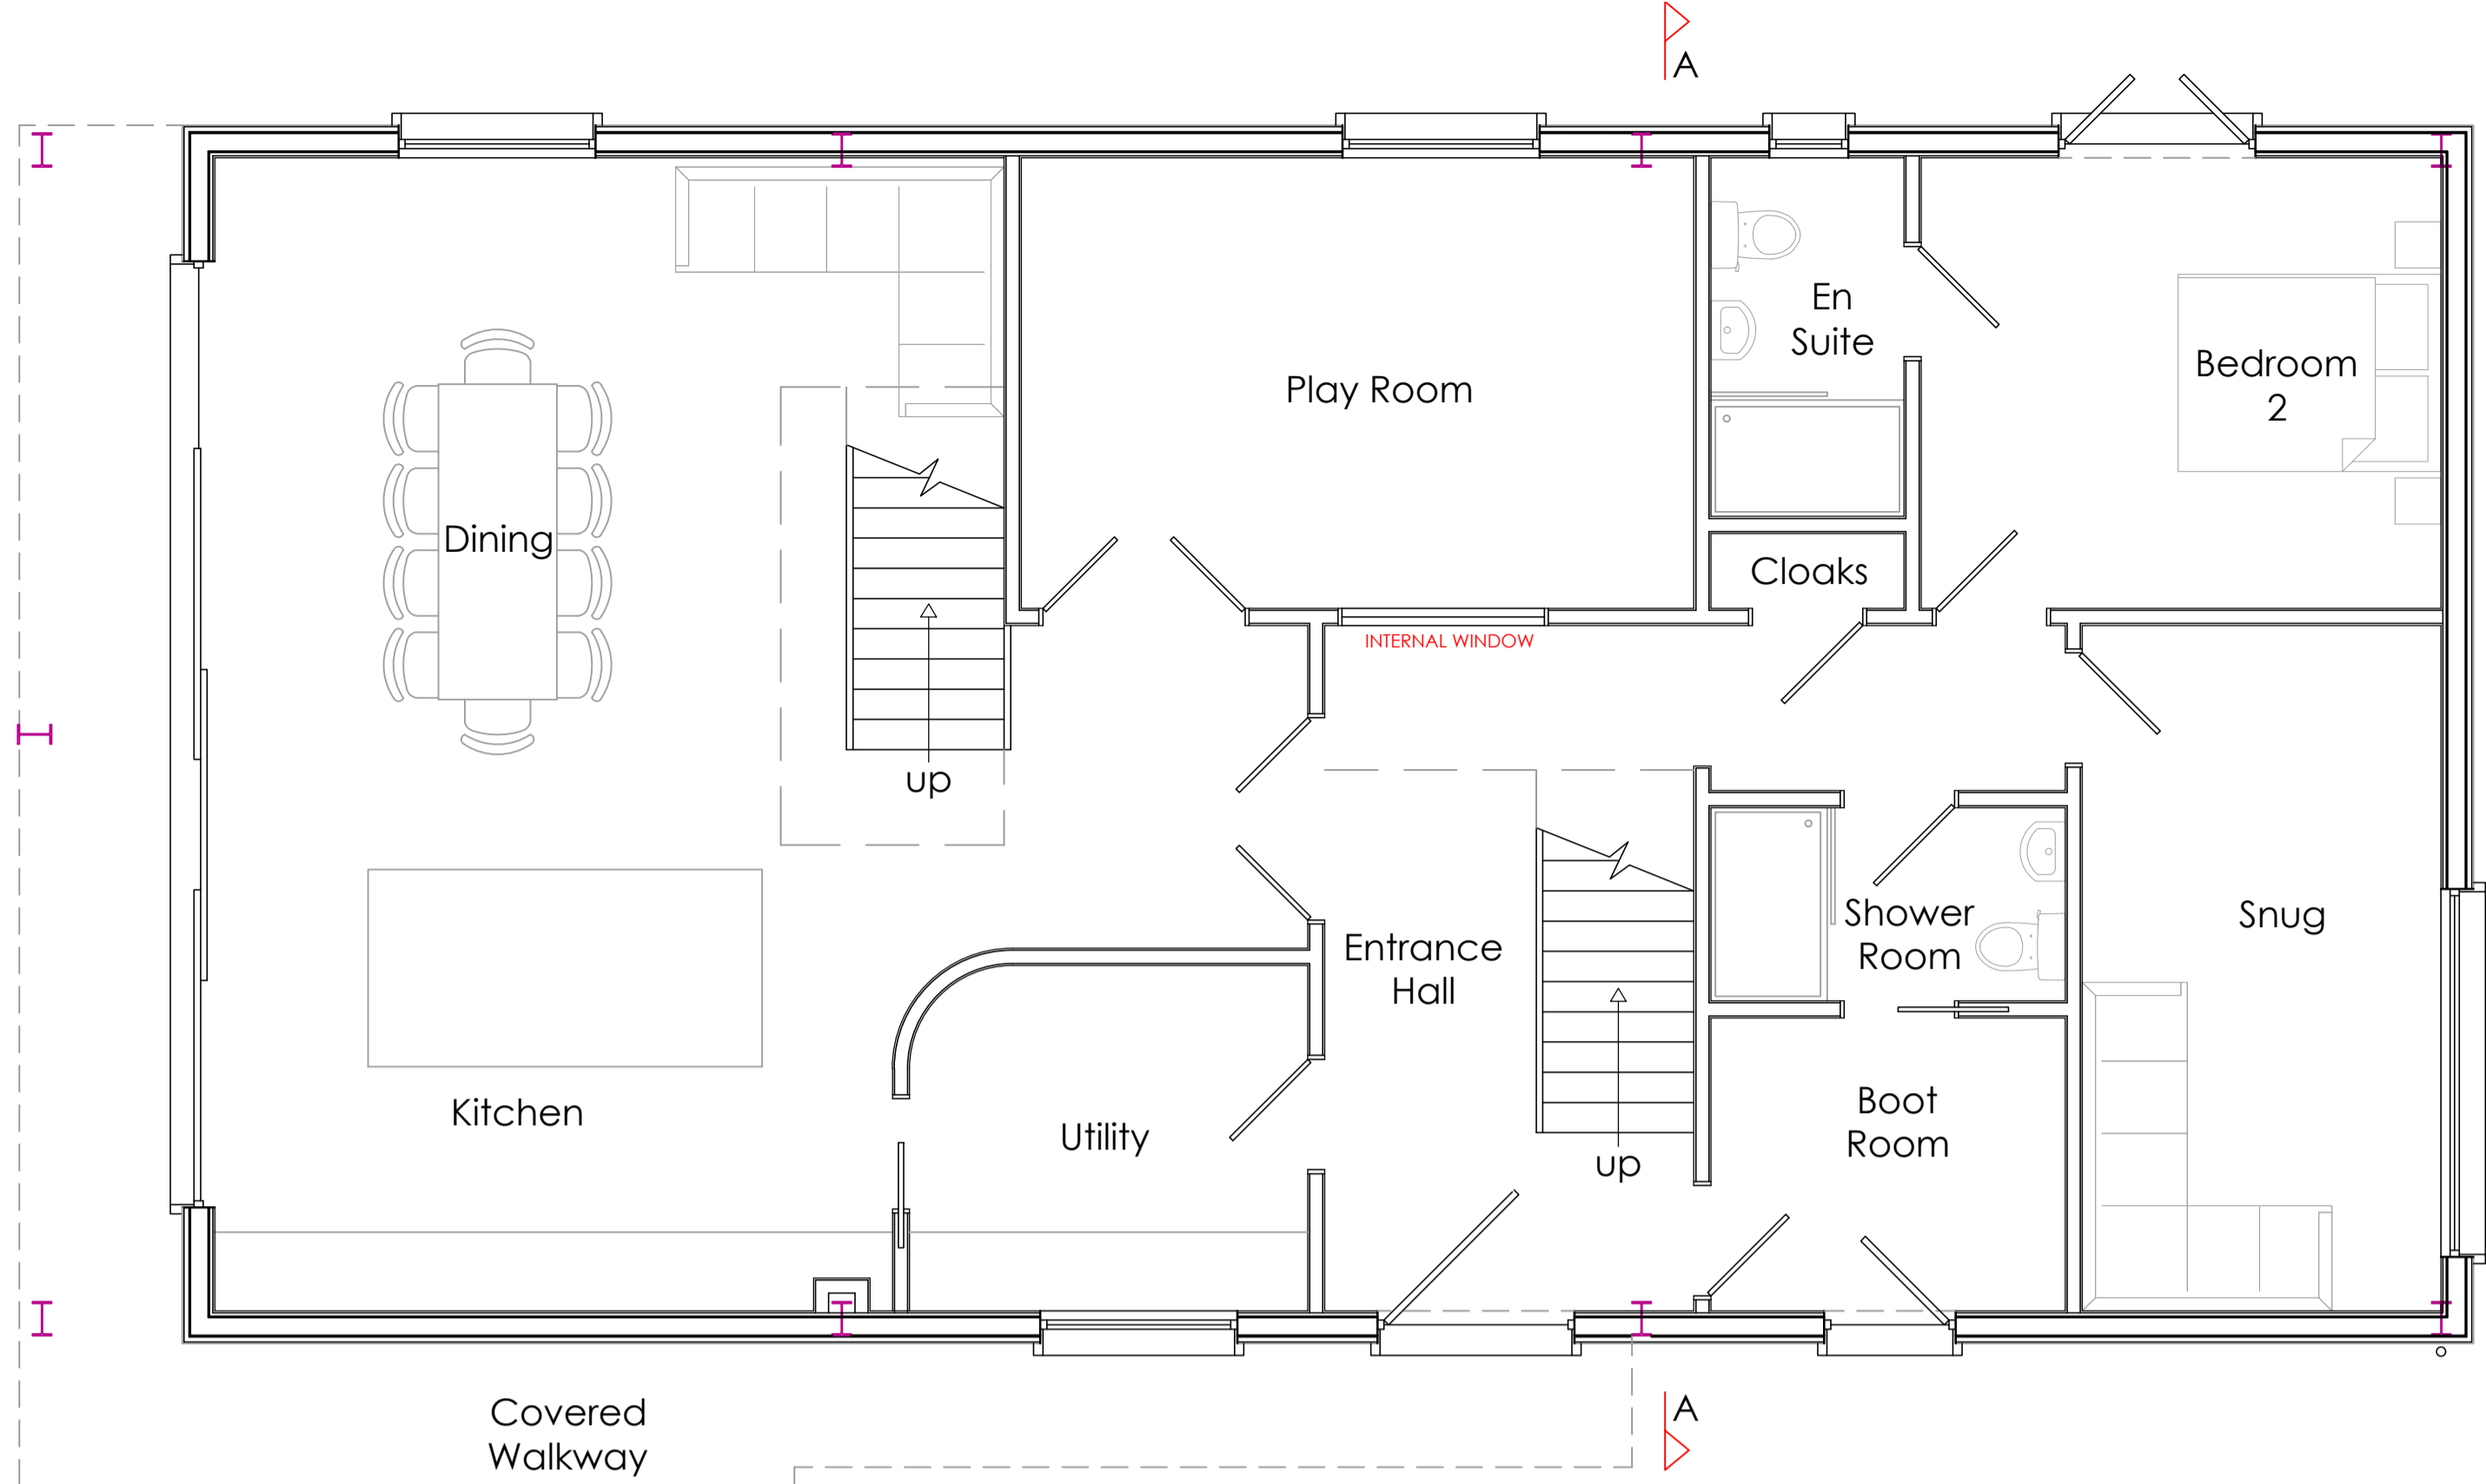 A
En
Suite
Bedroom
2
Play Room
Dining
Cloaks
INTERNAL WINDOW
up
Shower
Room
Snug
Entrance
Hall
Kitchen
Utility
Boot
Room
up
Covered
Walkway
A